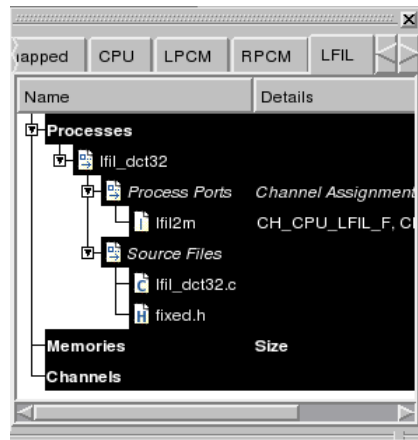 apped CPU LPCM RPCM LFIL
Name Details
Processes
lfil_dct32
Process Ports Channel Assignment
lfil2m CH_CPU_LFIL_F, C
Source Files
lfil_dct32.c
fixed.h
Memories Size
Channels